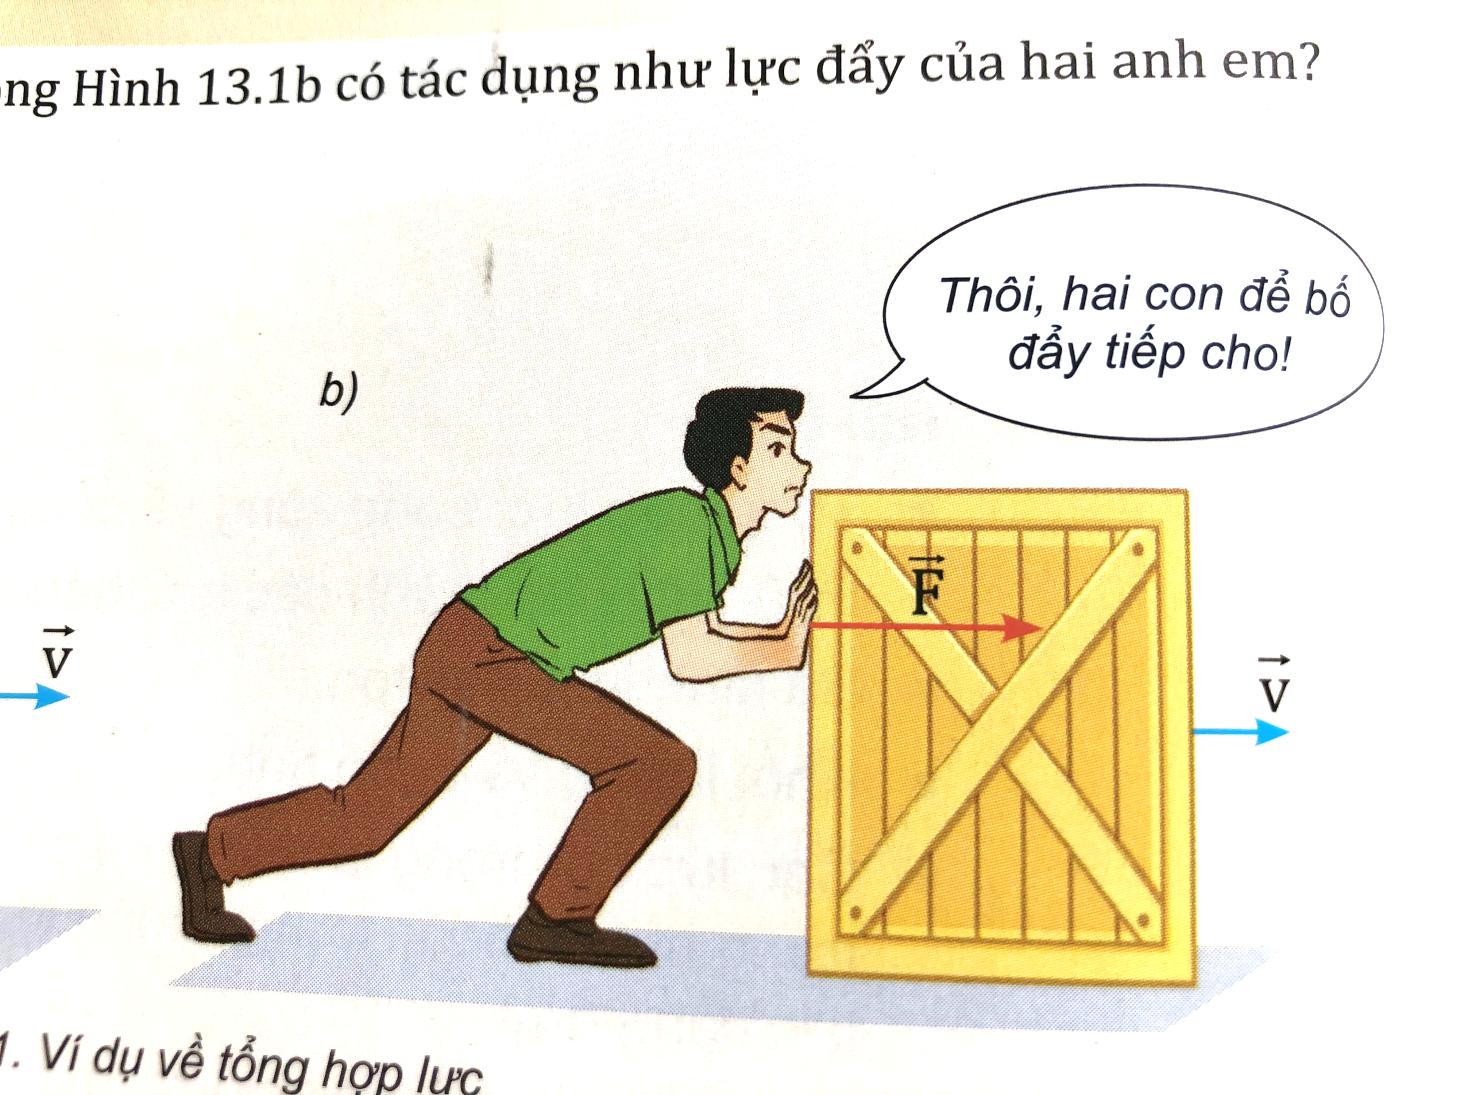 ng Hình 13.1b có tác dụng như lực đẩy của hai anh em?
Thôi, hai con để bố
đẩy tiếp cho!
b)
F
v
v
1. Ví dụ về tổng hợp lực